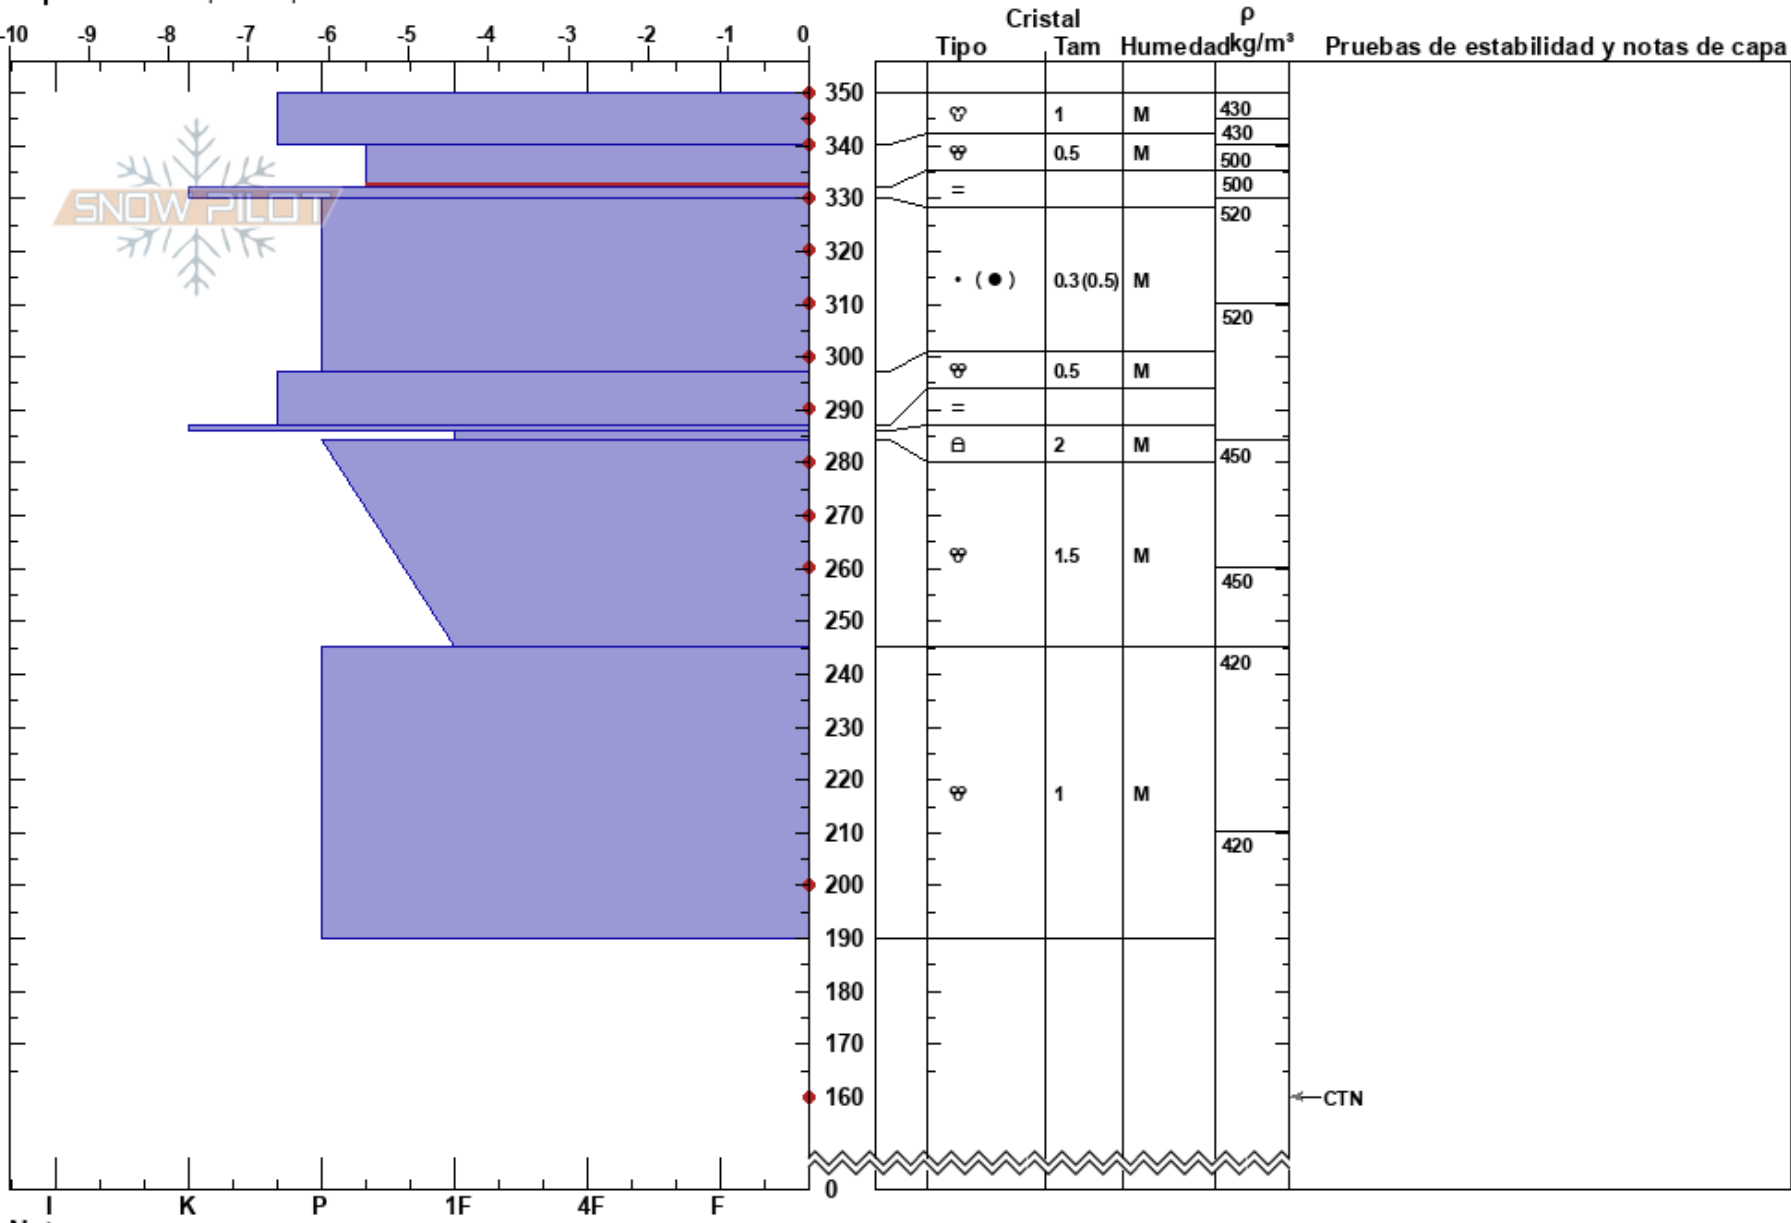 Cristal ρ
-10 -9 -8 -7 -6 -5 -4 -3 -2 -1 0 Tipo Tam Humedad kg/m³ Pruebas de estabilidad y notas de capa
350
430
1 M
430
340
0.5 M
500
500
SNOW PILOT
330
=
520
320
( ) 0.3(0.5) M
310
520
300
0.5 M
290
=
2 M
450
280
270
1.5 M
260
450
250
420
240
230
220
1 M
210
420
200
190
180
170
160
CTN
0
I K P 1F 4F F